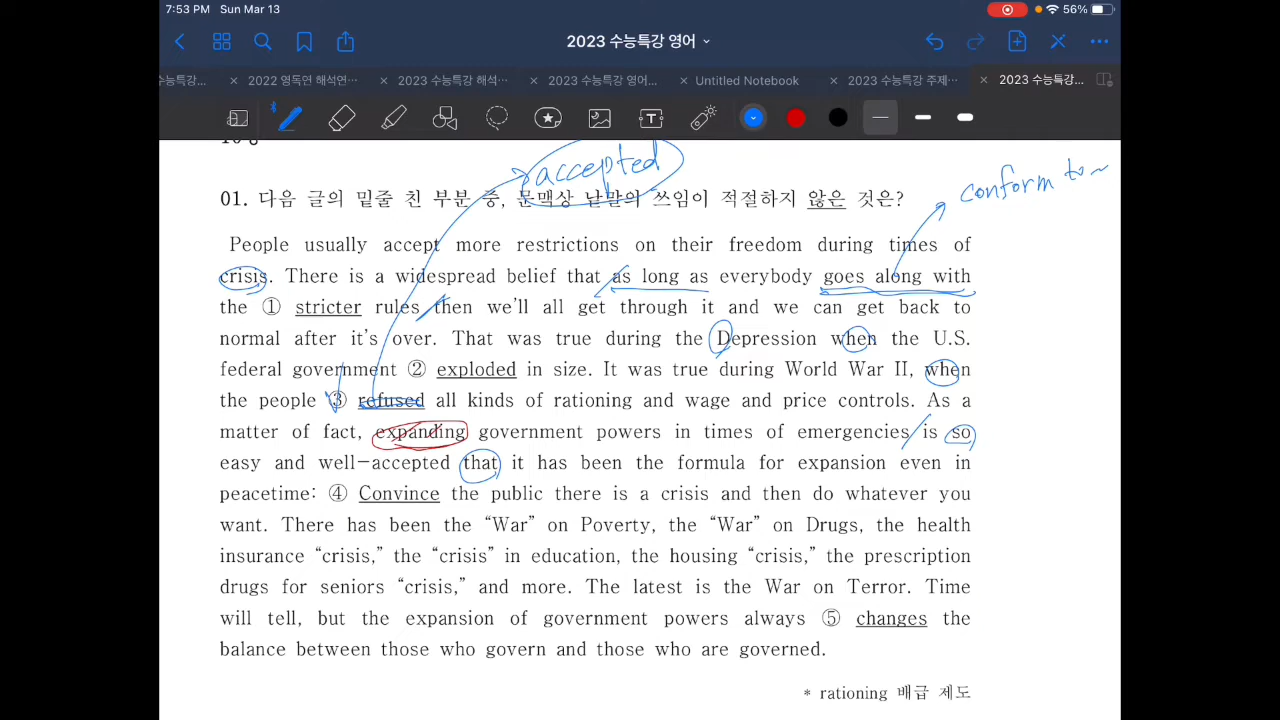 7:53 PM Sun Mar 13 56%
2023 수능특강 영어
수능특강... × 2022 영독연 해석연... × 2023 수능특강 해석... × 2023 수능특강 영어... × Untitled Notebook × 2023 수능특강 주제... × 2023 수능특강...
accepted
conform to ~
01. 다음 글의 밑줄 친 부분 중, 문맥상 낱말의 쓰임이 적절하지 않은 것은?
People usually accept more restrictions on their freedom during times of
crisis. There is a widespread belief that as long as everybody goes along with
the ① stricter rules then we'll all get through it and we can get back to
normal after it's over. That was true during the Depression when the U.S.
federal government ② exploded in size. It was true during World War II, when
the people ③ refused all kinds of rationing and wage and price controls. As a
matter of fact, expanding government powers in times of emergencies is so
easy and well-accepted that it has been the formula for expansion even in
peacetime: ④ Convince the public there is a crisis and then do whatever you
want. There has been the “War” on Poverty, the “War” on Drugs, the health
insurance “crisis,” the “crisis” in education, the housing “crisis,” the prescription
drugs for seniors “crisis,” and more. The latest is the War on Terror. Time
will tell, but the expansion of government powers always ⑤ changes the
balance between those who govern and those who are governed.
* rationing 배급 제도